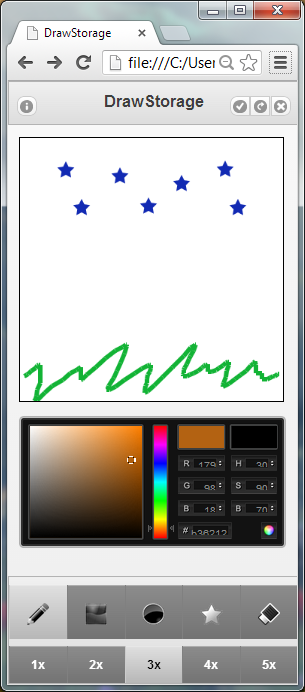 DrawStorage
file:///C:/User
DrawStorage
R 179 H 30
G 98 S 90
B 18 B 70
# b36212
1x 2x 3x 4x 5x